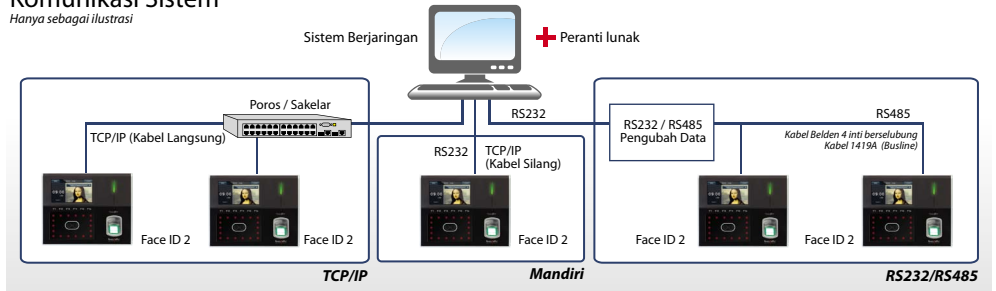 Komunikasi Sistem
Hanya sebagai ilustrasi
Sistem Berjaringan
Peranti lunak
Poros / Sakelar
TCP/IP (Kabel Langsung)
Face ID 2
Face ID 2
TCP/IP
RS232
TCP/IP
(Kabel Silang)
Face ID 2
Mandiri
RS232
RS232 / RS485
Pengubah Data
RS485
Kabel Belden 4 inti berselubung
Kabel 1419A (Busline)
Face ID 2
Face ID 2
RS232/RS485